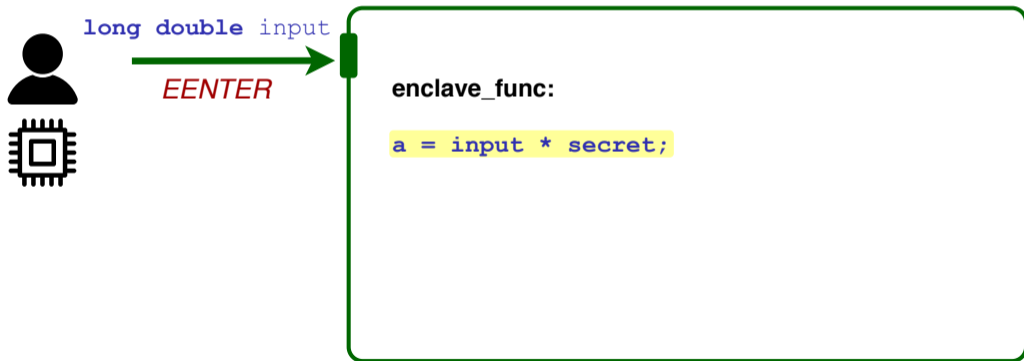 long double input
EENTER
enclave_func:
a = input * secret;